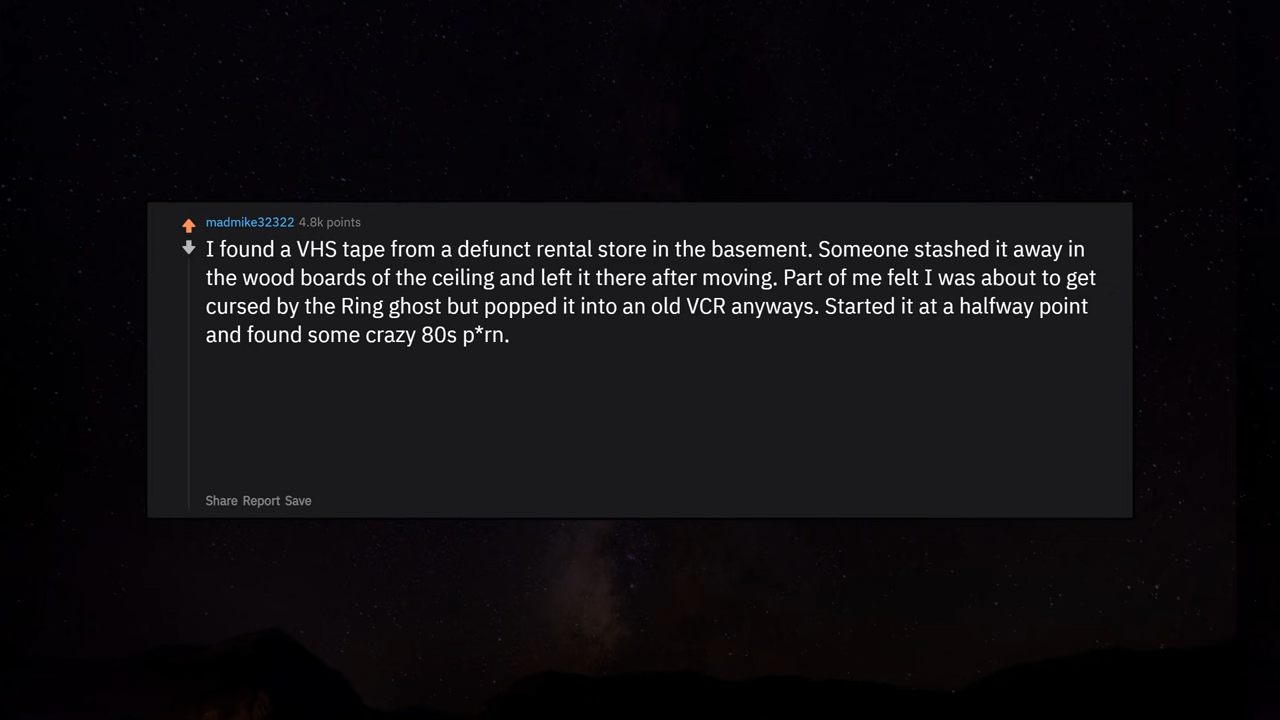 madmike32322 4.8k points
I found a VHS tape from a defunct rental store in the basement. Someone stashed it away in
the wood boards of the ceiling and left it there after moving. Part of me felt I was about to get
cursed by the Ring ghost but popped it into an old VCR anyways. Started it at a halfway point
and found some crazy 80s p*rn.
Share Report Save